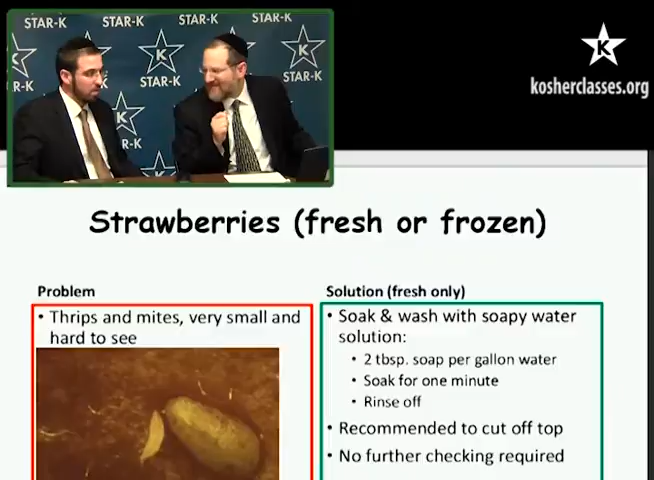 STAR-K STAR-K STAR-K
K K K
R-K STAR-K STAR-K
K
R-K
kosherclasses.org
Strawberries (fresh or frozen)
Problem
• Thrips and mites, very small and
hard to see
Solution (fresh only)
• Soak & wash with soapy water
solution:
• 2 tbsp. soap per gallon water
• Soak for one minute
• Rinse off
• Recommended to cut off top
• No further checking required